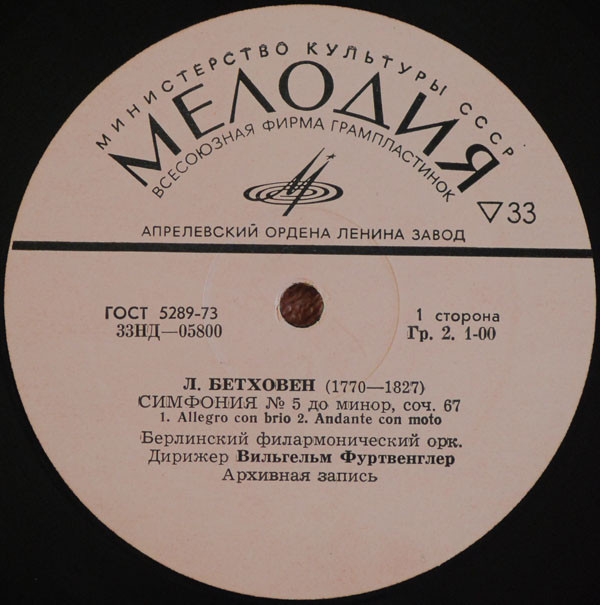 МИНИСТЕРСТВО КУЛЬТУРЫ СССР
МЕЛОДИЯ
ВСЕСОЮЗНАЯ ФИРМА ГРАМПЛАСТИНОК
▽33
АПРЕЛЕВСКИЙ ОРДЕНА ЛЕНИНА ЗАВОД
ГОСТ 5289-73
33НД—05800
1 сторона
Гр. 2. 1-00
Л. БЕТХОВЕН (1770—1827)
СИМФОНИЯ № 5 до минор, соч. 67
1. Allegro con brio 2. Andante con moto
Берлинский филармонический орк.
Дирижер Вильгельм Фуртвенглер
Архивная запись